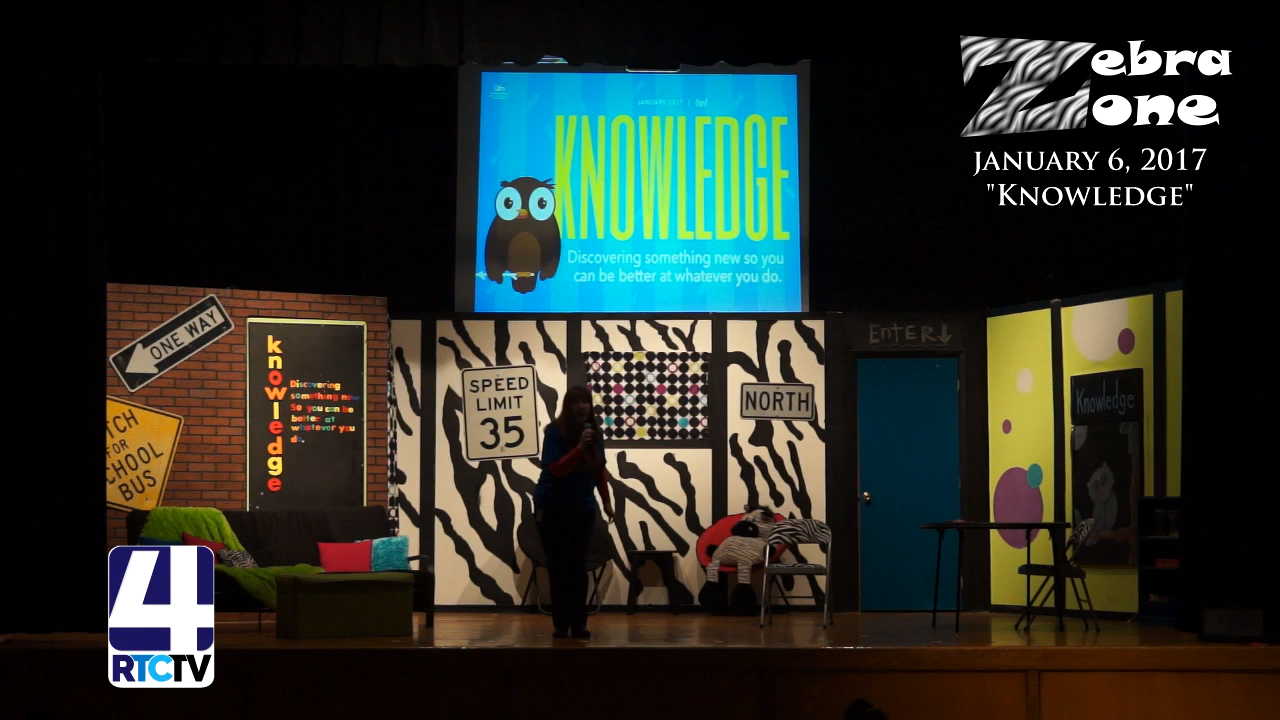 Zebra
Zone
JANUARY 6, 2017
"KNOWLEDGE"
JANUARY 2017 |
KNOWLEDGE
Discovering something new so you
can be better at whatever you do.
ONE WAY
TCH
FOR
CHOOL
BUS
knowledge
Discovering
something new
So you can be
better at
whatever you
do.
SPEED
LIMIT
35
NORTH
ENTER↓
Knowledge
4
RTCTV